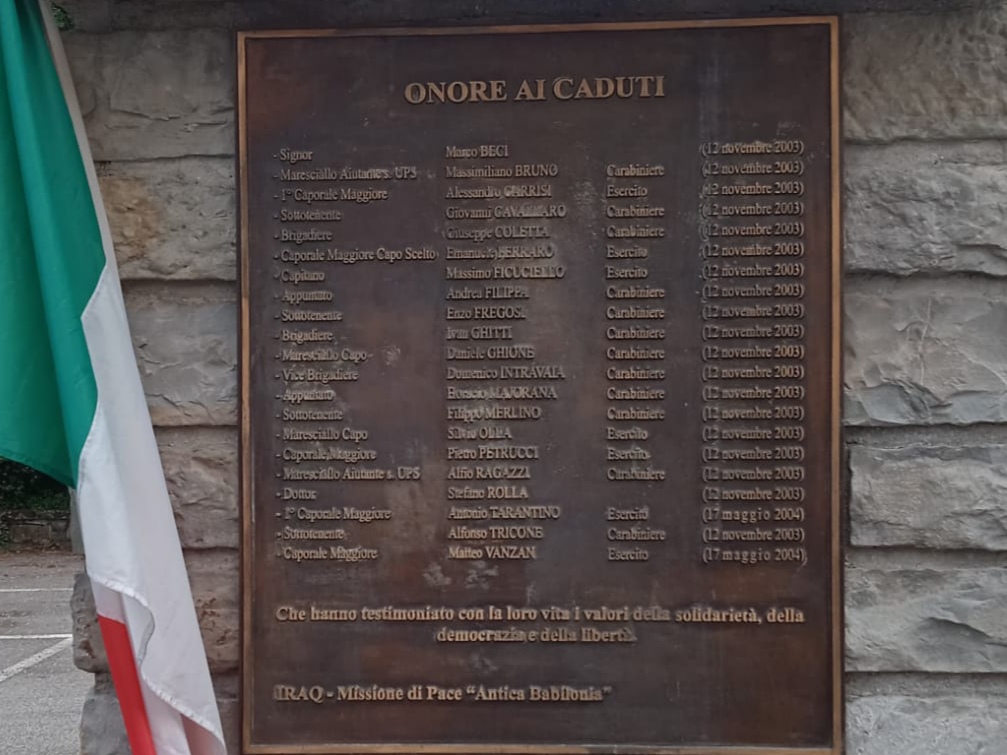 ONORE AI CADUTI
- Signor Marco BECI (12 novembre 2003)
- Maresciallo Aiutante s. UPS Massimiliano BRUNO Carabiniere (12 novembre 2003)
- 1° Caporale Maggiore Alessandro CARRISI Esercito (12 novembre 2003)
- Sottotenente Giovanni CAVALLARO Carabiniere (12 novembre 2003)
- Brigadiere Giuseppe COLETTA Carabiniere (12 novembre 2003)
- Caporale Maggiore Capo Scelto Emanuele FERRARO Esercito (12 novembre 2003)
- Capitano Massimo FICUCIELLO Esercito (12 novembre 2003)
- Appuntato Andrea FILIPPA Carabiniere (12 novembre 2003)
- Sottotenente Enzo FREGOSI Carabiniere (12 novembre 2003)
- Brigadiere Ivan GHITTI Carabiniere (12 novembre 2003)
- Maresciallo Capo Daniele GHIONE Carabiniere (12 novembre 2003)
- Vice Brigadiere Domenico INTRAVAIA Carabiniere (12 novembre 2003)
- Appuntato Horacio MAJORANA Carabiniere (12 novembre 2003)
- Sottotenente Filippo MERLINO Carabiniere (12 novembre 2003)
- Maresciallo Capo Silvio OLLA Esercito (12 novembre 2003)
- Caporale Maggiore Pietro PETRUCCI Esercito (12 novembre 2003)
- Maresciallo Aiutante s. UPS Alfio RAGAZZI Carabiniere (12 novembre 2003)
- Dottor Stefano ROLLA (12 novembre 2003)
- 1° Caporale Maggiore Antonio TARANTINO Esercito (17 maggio 2004)
- Sottotenente Alfonso TRICONE Carabiniere (12 novembre 2003)
- Caporale Maggiore Matteo VANZAN Esercito (17 maggio 2004)
Che hanno testimoniato con la loro vita i valori della solidarietà, della
democrazia e della libertà.
IRAQ - Missione di Pace "Antica Babilonia"